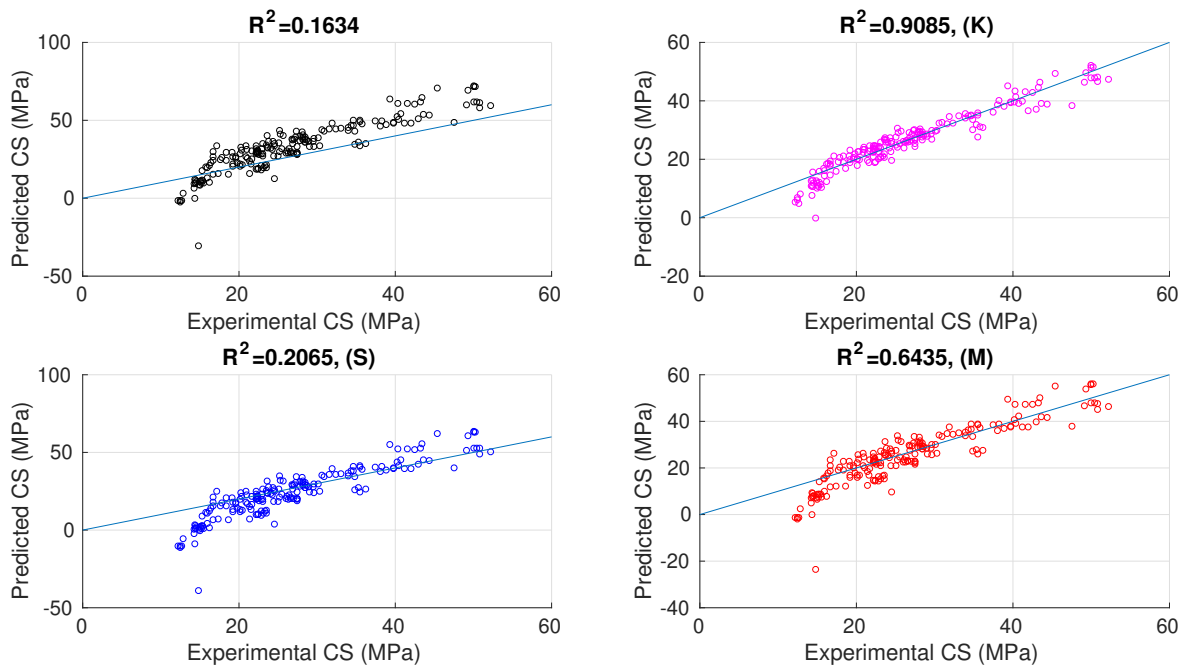 R²=0.1634
Predicted CS (MPa)
100
50
0
-50
0 20 40 60
Experimental CS (MPa)
R²=0.9085, (K)
Predicted CS (MPa)
60
40
20
0
-20
0 20 40 60
Experimental CS (MPa)
R²=0.2065, (S)
Predicted CS (MPa)
100
50
0
-50
0 20 40 60
Experimental CS (MPa)
R²=0.6435, (M)
Predicted CS (MPa)
60
40
20
0
-20
-40
0 20 40 60
Experimental CS (MPa)